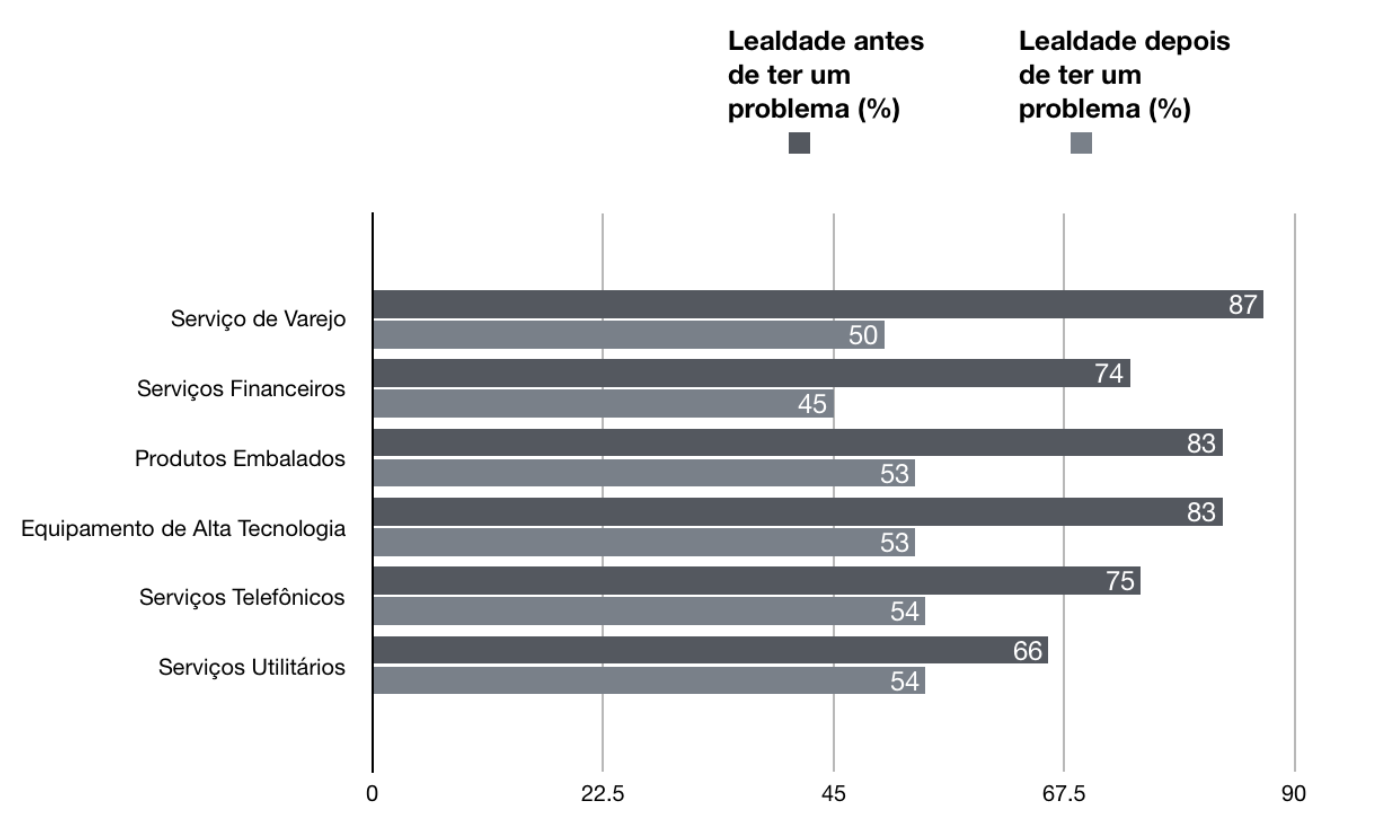 Lealdade antes
de ter um
problema (%)
Lealdade depois
de ter um
problema (%)
Serviço de Varejo
87
50
Serviços Financeiros
74
45
Produtos Embalados
83
53
Equipamento de Alta Tecnologia
83
53
Serviços Telefônicos
75
54
Serviços Utilitários
66
54
0
22.5
45
67.5
90